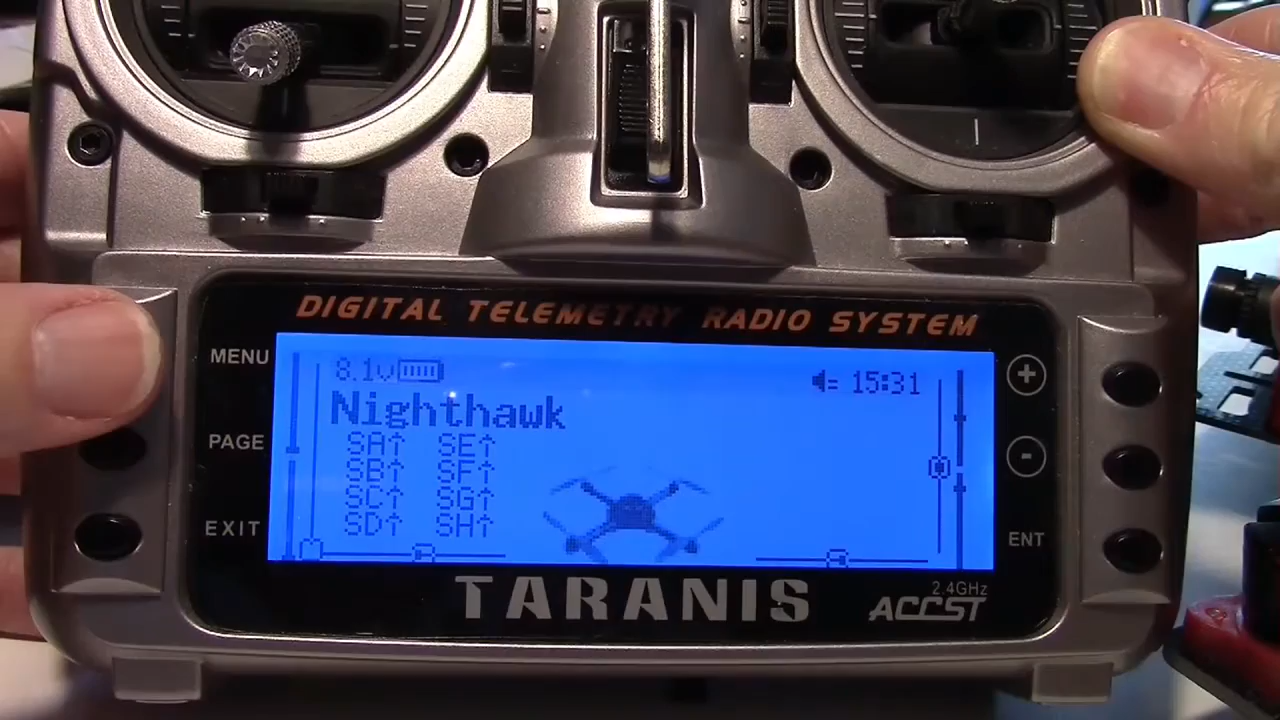 DIGITAL TELEMETRY RADIO SYSTEM
MENU
PAGE
EXIT
8.1v
15:31
Nighthawk
SA↑ SE↑
SB↑ SF↑
SC↑ SG↑
SD↑ SH↑
+
-
ENT
TARANIS
2.4GHz
ACCST